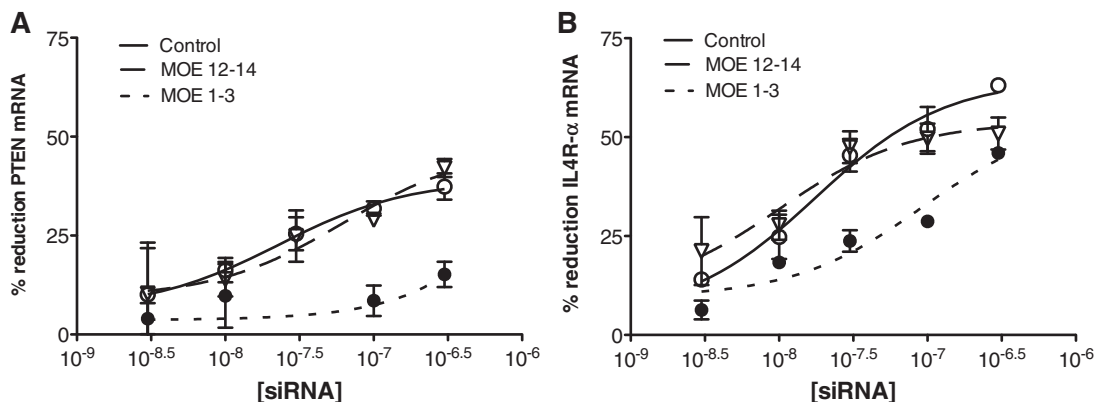 A
% reduction PTEN mRNA
75
50
25
0
Control
MOE 12-14
MOE 1-3
10-9
10-8.5
10-8
10-7.5
10-7
10-6.5
10-6
[siRNA]
B
% reduction IL4R-α mRNA
75
50
25
0
Control
MOE 12-14
MOE 1-3
10-9
10-8.5
10-8
10-7.5
10-7
10-6.5
10-6
[siRNA]